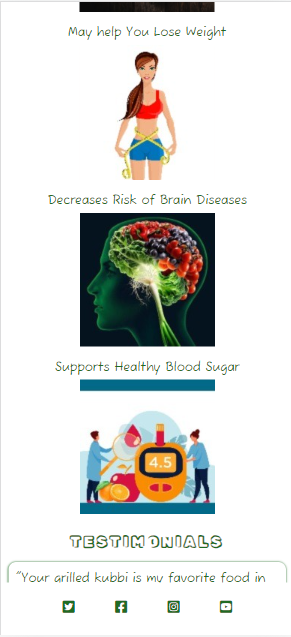 May help You Lose Weight
Decreases Risk of Brain Diseases
Supports Healthy Blood Sugar
4.5
TESTIMONIALS
"Your grilled kubbi is my favorite food in